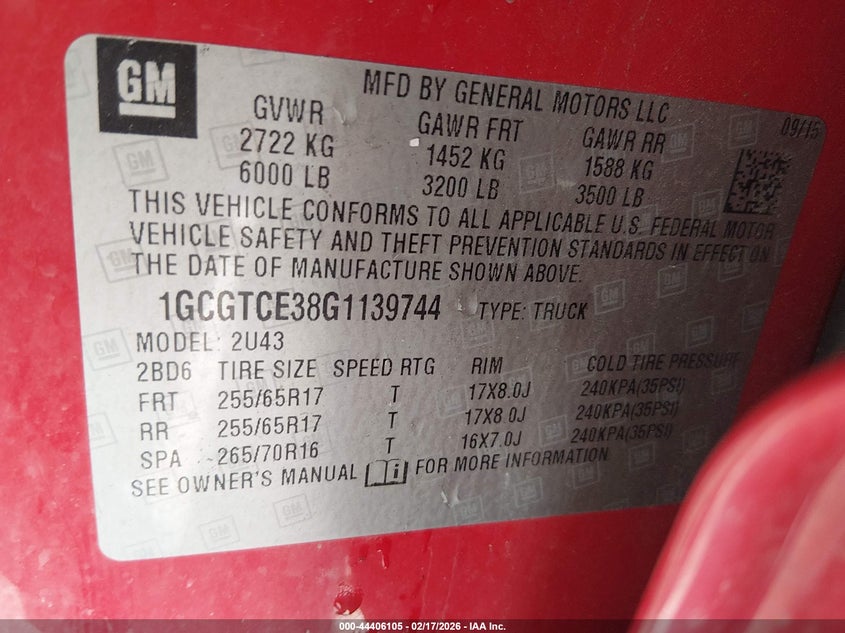 GM
MFD BY GENERAL MOTORS LLC
09/15
GVWR GAWR FRT GAWR RR
2722 KG 1452 KG 1588 KG
6000 LB 3200 LB 3500 LB
THIS VEHICLE CONFORMS TO ALL APPLICABLE U.S. FEDERAL MOTOR
VEHICLE SAFETY AND THEFT PREVENTION STANDARDS IN EFFECT ON
THE DATE OF MANUFACTURE SHOWN ABOVE.
1GCGTCE38G1139744 TYPE: TRUCK
MODEL: 2U43
2BD6 TIRE SIZE SPEED RTG RIM COLD TIRE PRESSURE
FRT 255/65R17 T 17X8.0J 240KPA(35PSI)
RR 255/65R17 T 17X8.0J 240KPA(35PSI)
SPA 265/70R16 T 16X7.0J 240KPA(35PSI)
SEE OWNER'S MANUAL i FOR MORE INFORMATION
000-44406105 - 02/17/2026 - IAA Inc.